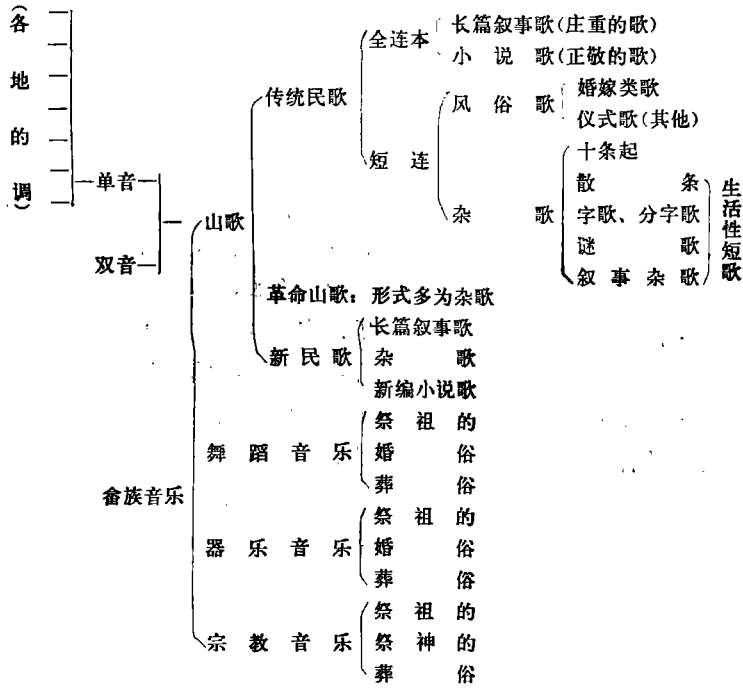 (各地的调)
全连本
长篇叙事歌(庄重的歌)
小说歌(正敬的歌)
传统民歌
风俗歌
婚嫁类歌
仪式歌(其他)
短连
十条起
单音
散条
杂歌
字歌、分字歌
生活性短歌
山歌
谜歌
双音
叙事杂歌
革命山歌:形式多为杂歌
长篇叙事歌
新民歌
杂歌
新编小说歌
祭祖的
舞蹈音乐
婚俗
葬俗
畲族音乐
祭祖的
器乐音乐
婚俗
葬俗
祭祖的
宗教音乐
祭神的
葬俗